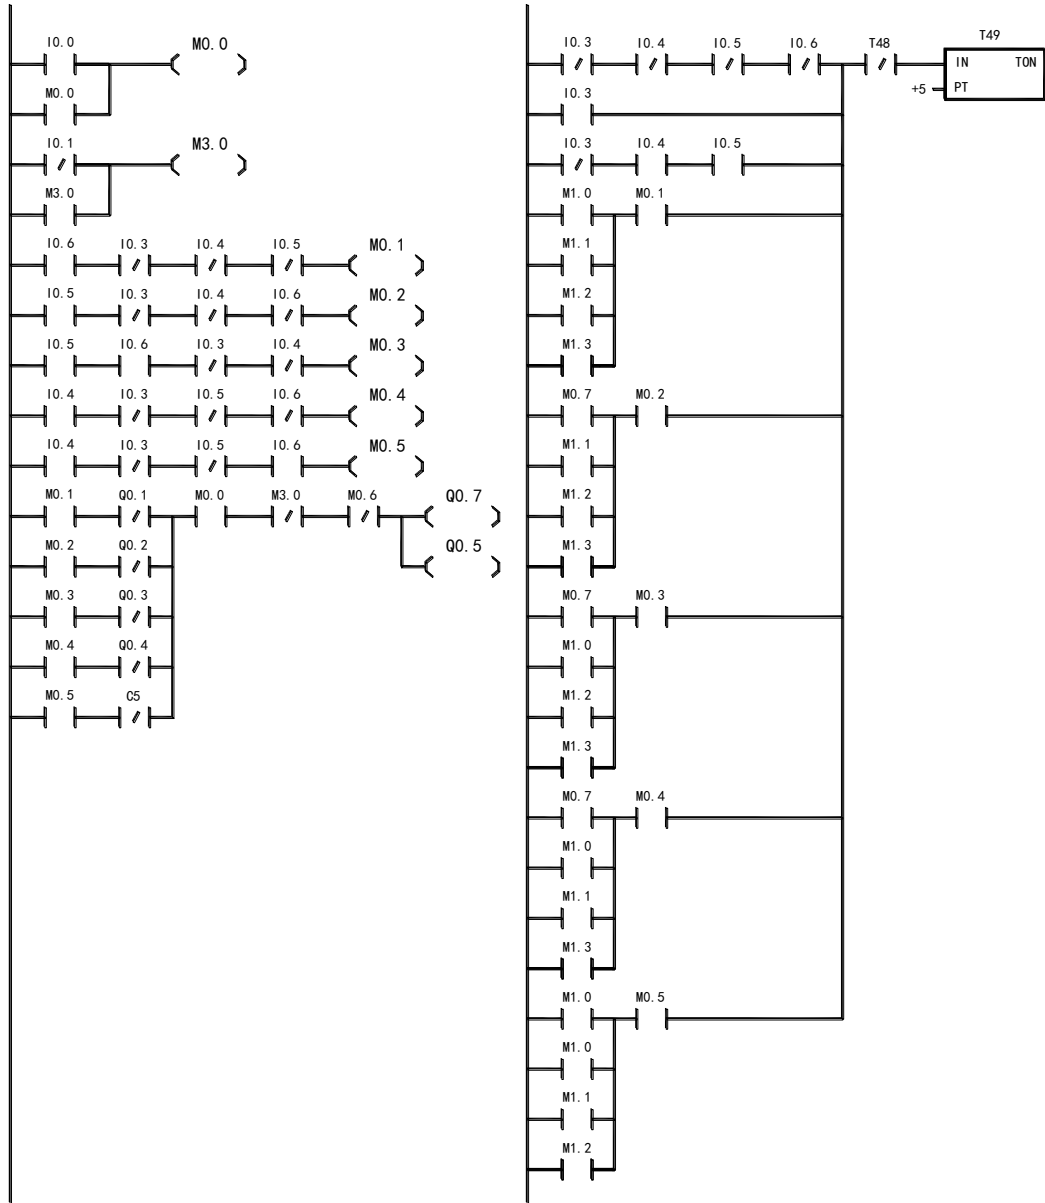 I0.0 M0.0
M0.0
I0.1 M3.0
M3.0
I0.6 I0.3 I0.4 I0.5 M0.1
I0.5 I0.3 I0.4 I0.6 M0.2
I0.5 I0.6 I0.3 I0.4 M0.3
I0.4 I0.3 I0.5 I0.6 M0.4
I0.4 I0.3 I0.5 I0.6 M0.5
M0.1 Q0.1 M0.0 M3.0 M0.6 Q0.7
M0.2 Q0.2 Q0.5
M0.3 Q0.3
M0.4 Q0.4
M0.5 C5
I0.3 I0.4 I0.5 I0.6 T48 T49
IN TON
+5 PT
I0.3
I0.3 I0.4 I0.5
M1.0 M0.1
M1.1
M1.2
M1.3
M0.7 M0.2
M1.1
M1.2
M1.3
M0.7 M0.3
M1.0
M1.2
M1.3
M0.7 M0.4
M1.0
M1.1
M1.3
M1.0 M0.5
M1.0
M1.1
M1.2